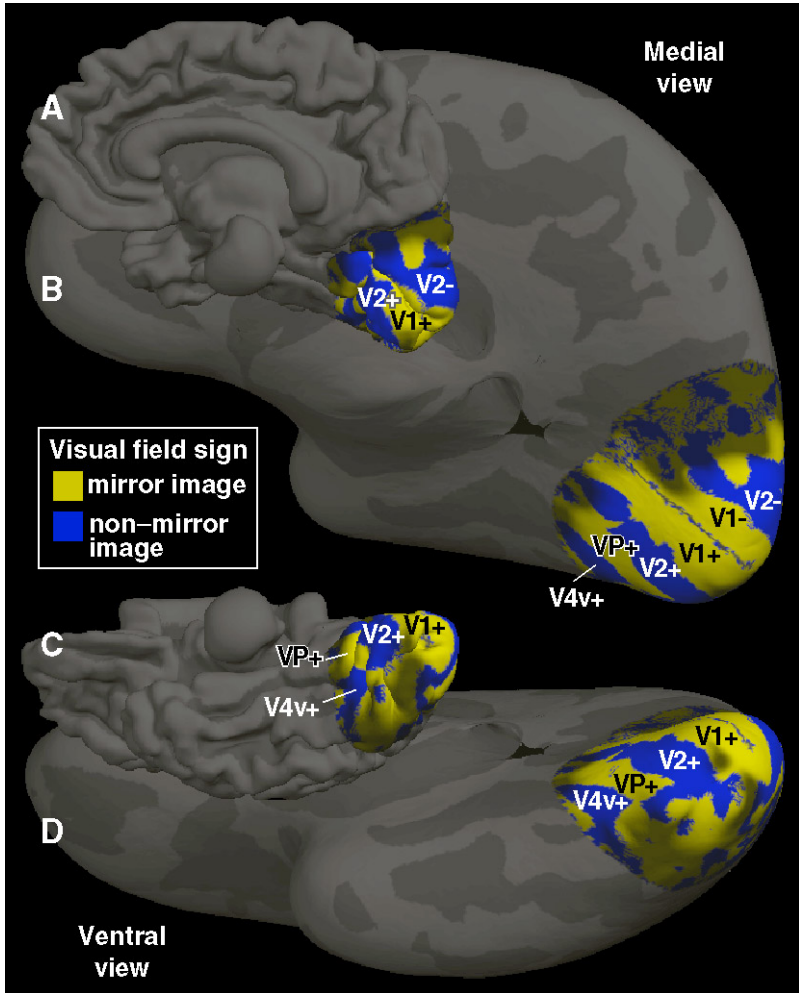 Medial
view
A
B
V2+
V2-
V1+
Visual field sign
mirror image
non-mirror
image
V2-
V1-
VP+
V1+
V2+
V4v+
C
V2+
V1+
VP+
V4v+
V1+
V2+
VP+
V4v+
D
Ventral
view